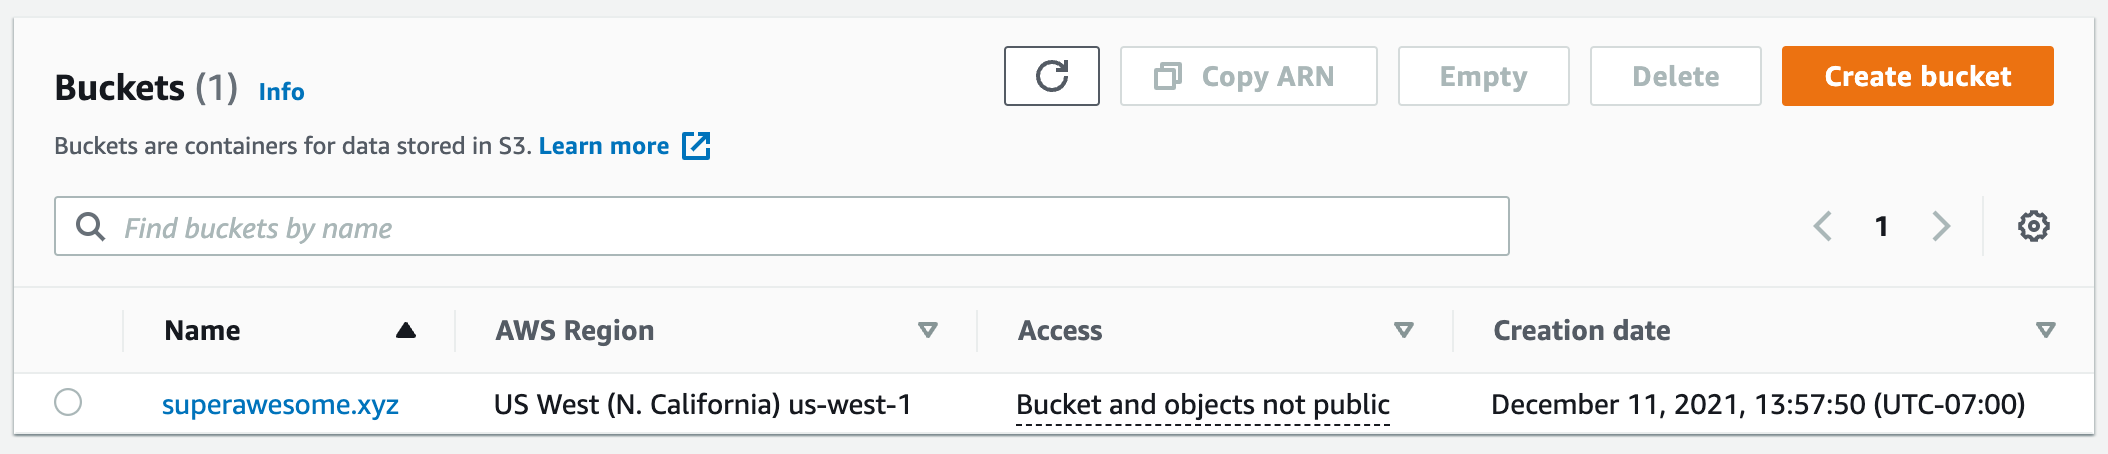 Buckets (1) Info
Copy ARN
Empty
Delete
Create bucket
Buckets are containers for data stored in S3. Learn more
Find buckets by name
1
Name AWS Region Access Creation date
superawesome.xyz US West (N. California) us-west-1 Bucket and objects not public December 11, 2021, 13:57:50 (UTC-07:00)